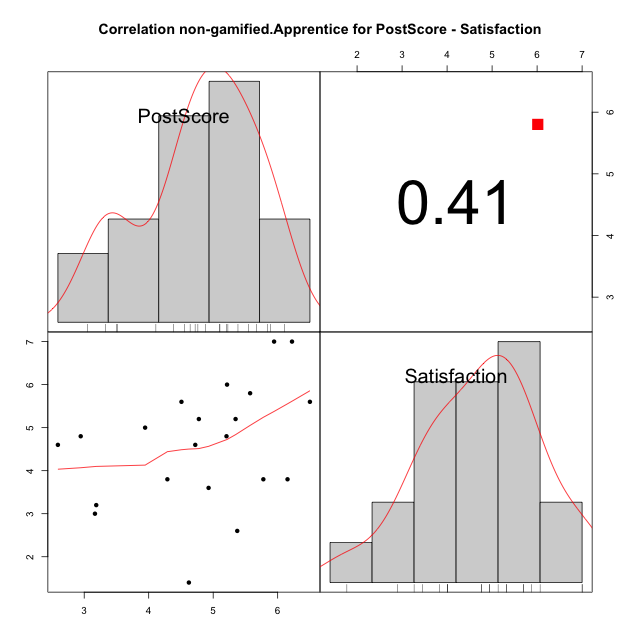 Correlation non-gamified.Apprentice for PostScore - Satisfaction
2 3 4 5 6 7
PostScore
0.41
6
5
4
3
7
6
5
4
3
2
Satisfaction
3 4 5 6